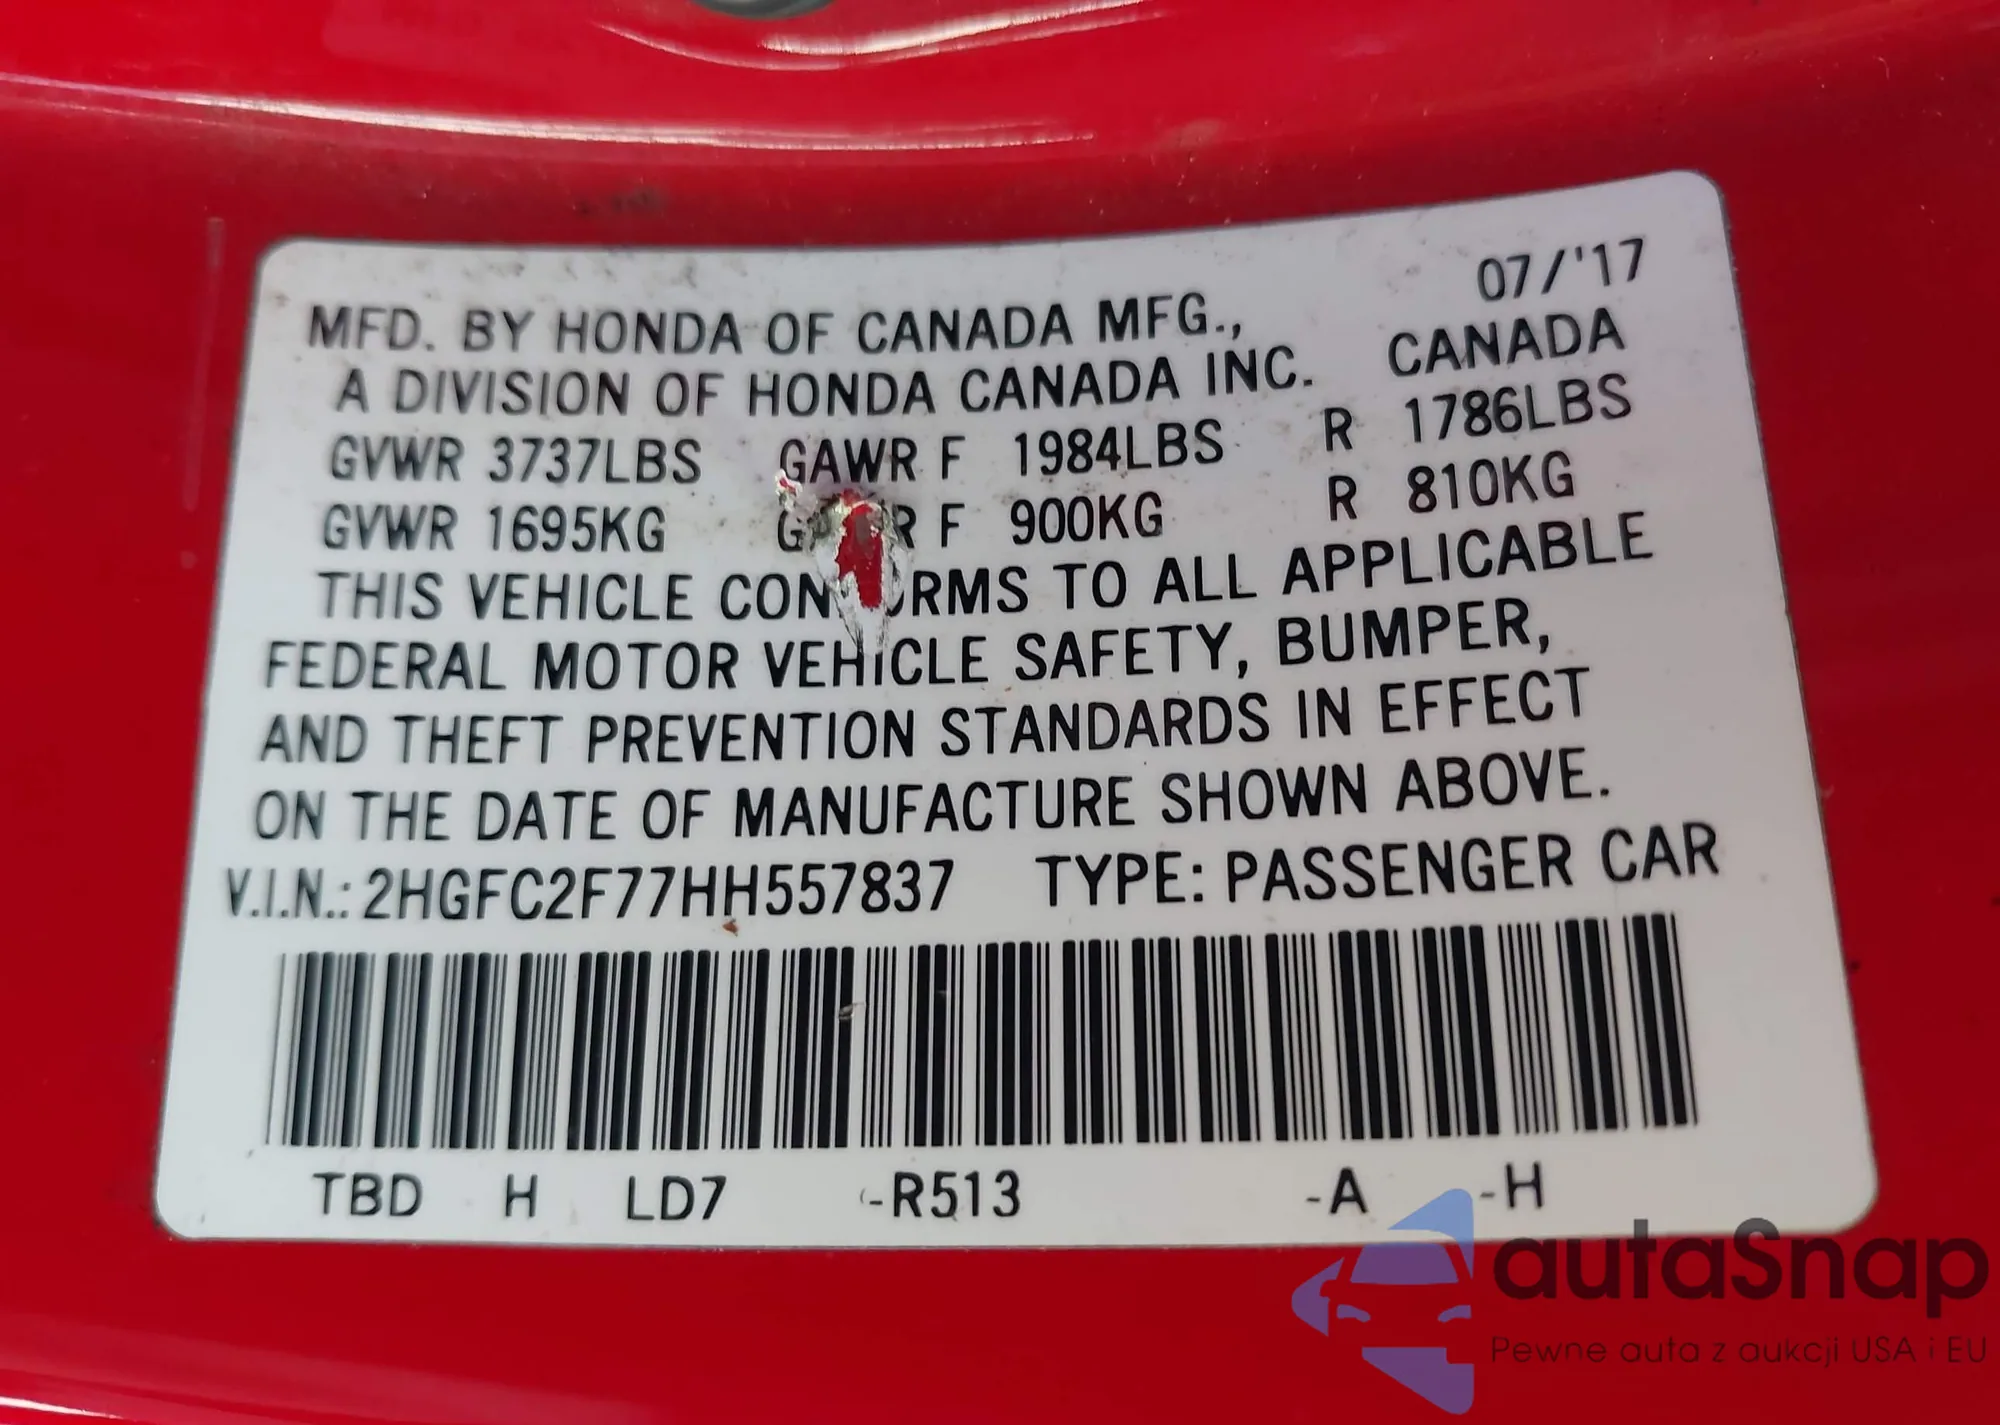 07/'17
MFD. BY HONDA OF CANADA MFG.,
A DIVISION OF HONDA CANADA INC. CANADA
GVWR 3737LBS GAWR F 1984LBS R 1786LBS
GVWR 1695KG F 900KG R 810KG
THIS VEHICLE CONFORMS TO ALL APPLICABLE
FEDERAL MOTOR VEHICLE SAFETY, BUMPER,
AND THEFT PREVENTION STANDARDS IN EFFECT
ON THE DATE OF MANUFACTURE SHOWN ABOVE.
V.I.N.: 2HGFC2F77HH557837 TYPE: PASSENGER CAR
TBD H LD7 -R513 -A -H
autaSnap
Pewne auta z aukcji USA i EU